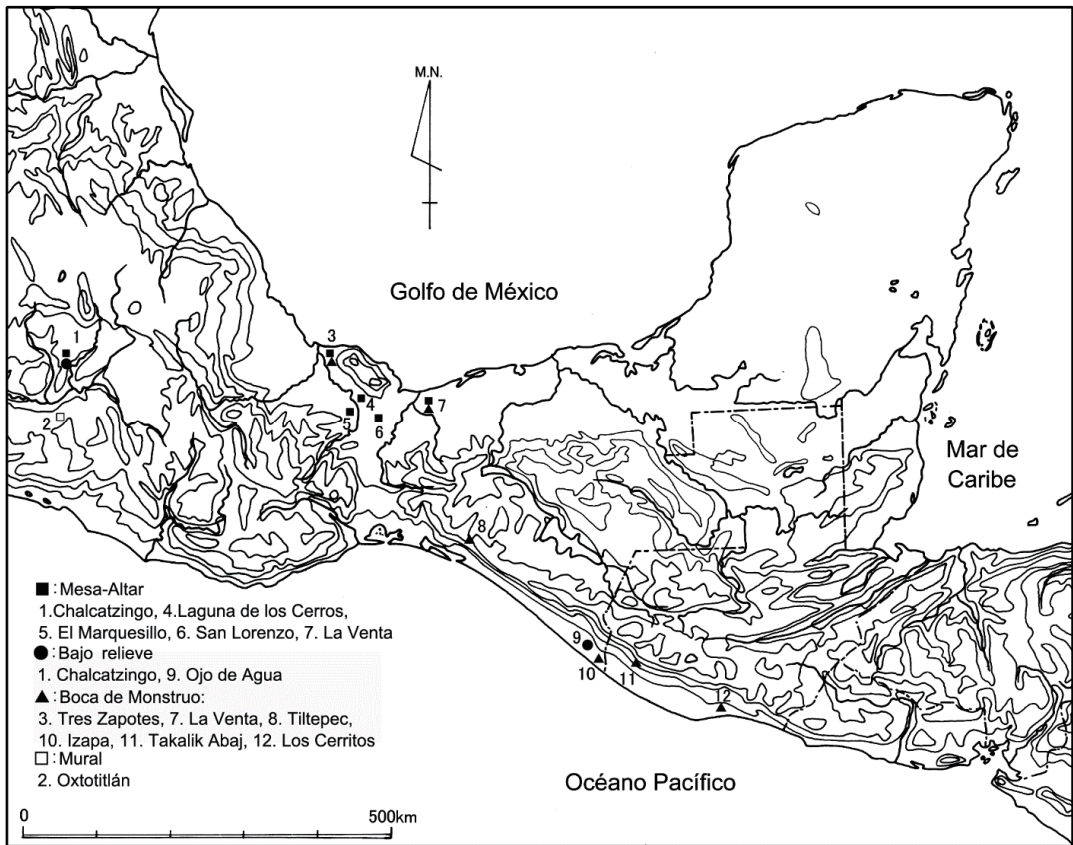 M.N.
Golfo de México
1
3
2
4
5
6
7
Mar de
Caribe
8
9
10
11
12
■:Mesa-Altar
1.Chalcatzingo, 4.Laguna de los Cerros,
5. El Marquesillo, 6. San Lorenzo, 7. La Venta
●:Bajo relieve
1. Chalcatzingo, 9. Ojo de Agua
▲:Boca de Monstruo:
3. Tres Zapotes, 7. La Venta, 8. Tiltepec,
10. Izapa, 11. Takalik Abaj, 12. Los Cerritos
□:Mural
2. Oxtotitlán
Océano Pacífico
0 500km